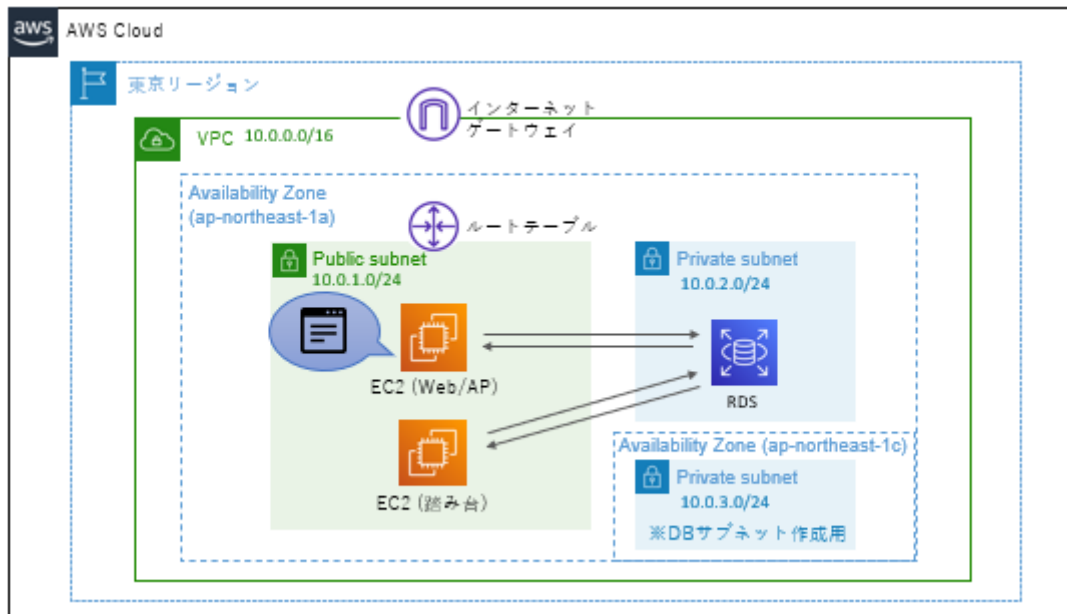 aws
AWS Cloud
東京リージョン
インターネット
ゲートウェイ
VPC 10.0.0.0/16
Availability Zone
(ap-northeast-1a)
ルートテーブル
Public subnet
10.0.1.0/24
Private subnet
10.0.2.0/24
EC2 (Web/AP)
RDS
EC2 (踏み台)
Availability Zone (ap-northeast-1c)
Private subnet
10.0.3.0/24
※DBサブネット作成用